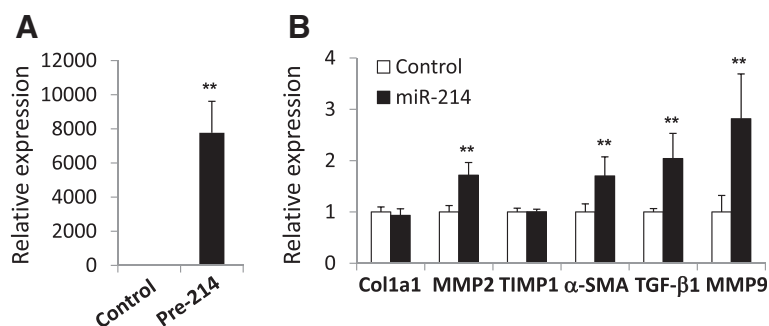 A
Relative expression
12000
10000
8000
6000
4000
2000
0
**
Control
Pre-214
B
Relative expression
4
3
2
1
0
Control
miR-214
**
**
**
**
Col1a1 MMP2 TIMP1 α-SMA TGF-β1 MMP9